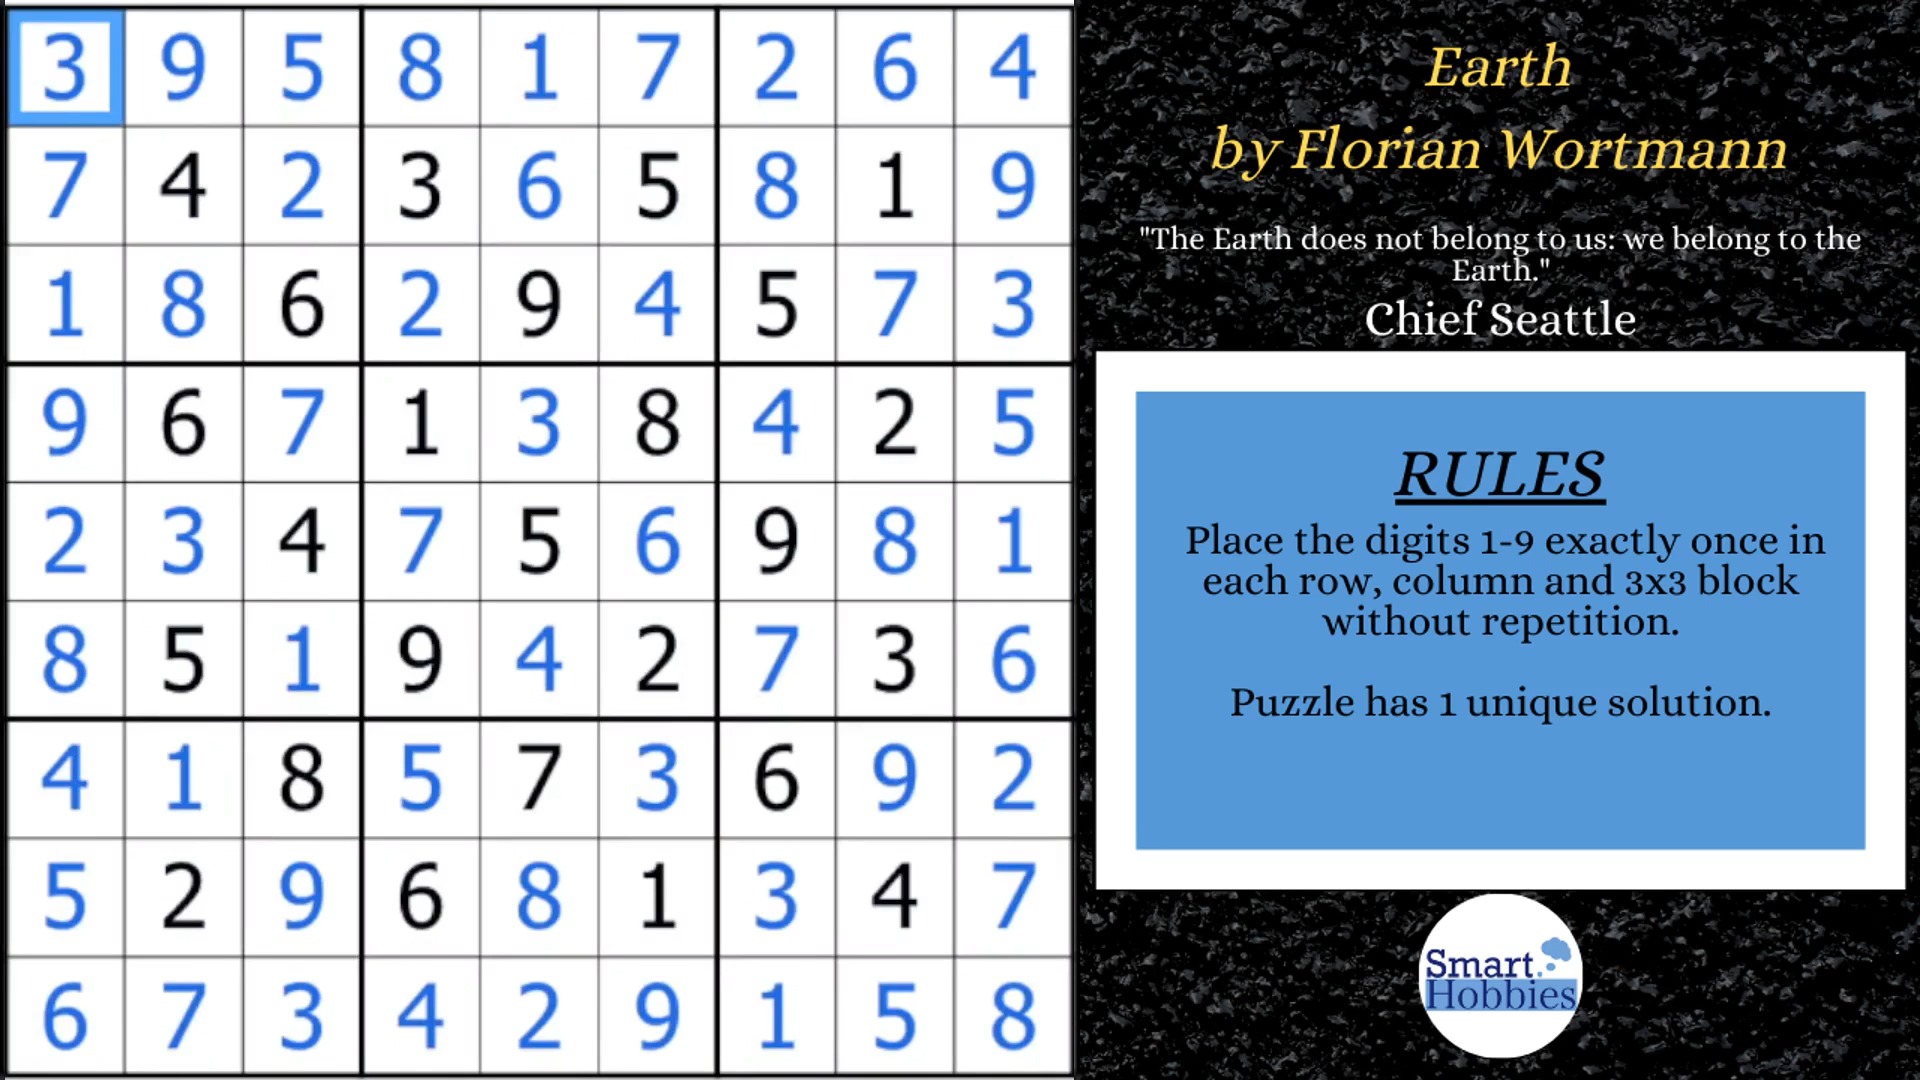 3 9 5 8 1 7 2 6 4
7 4 2 3 6 5 8 1 9
1 8 6 2 9 4 5 7 3
9 6 7 1 3 8 4 2 5
2 3 4 7 5 6 9 8 1
8 5 1 9 4 2 7 3 6
4 1 8 5 7 3 6 9 2
5 2 9 6 8 1 3 4 7
6 7 3 4 2 9 1 5 8
Earth
by Florian Wortmann
"The Earth does not belong to us: we belong to the
Earth."
Chief Seattle
RULES
Place the digits 1-9 exactly once in
each row, column and 3x3 block
without repetition.
Puzzle has 1 unique solution.
Smart
Hobbies